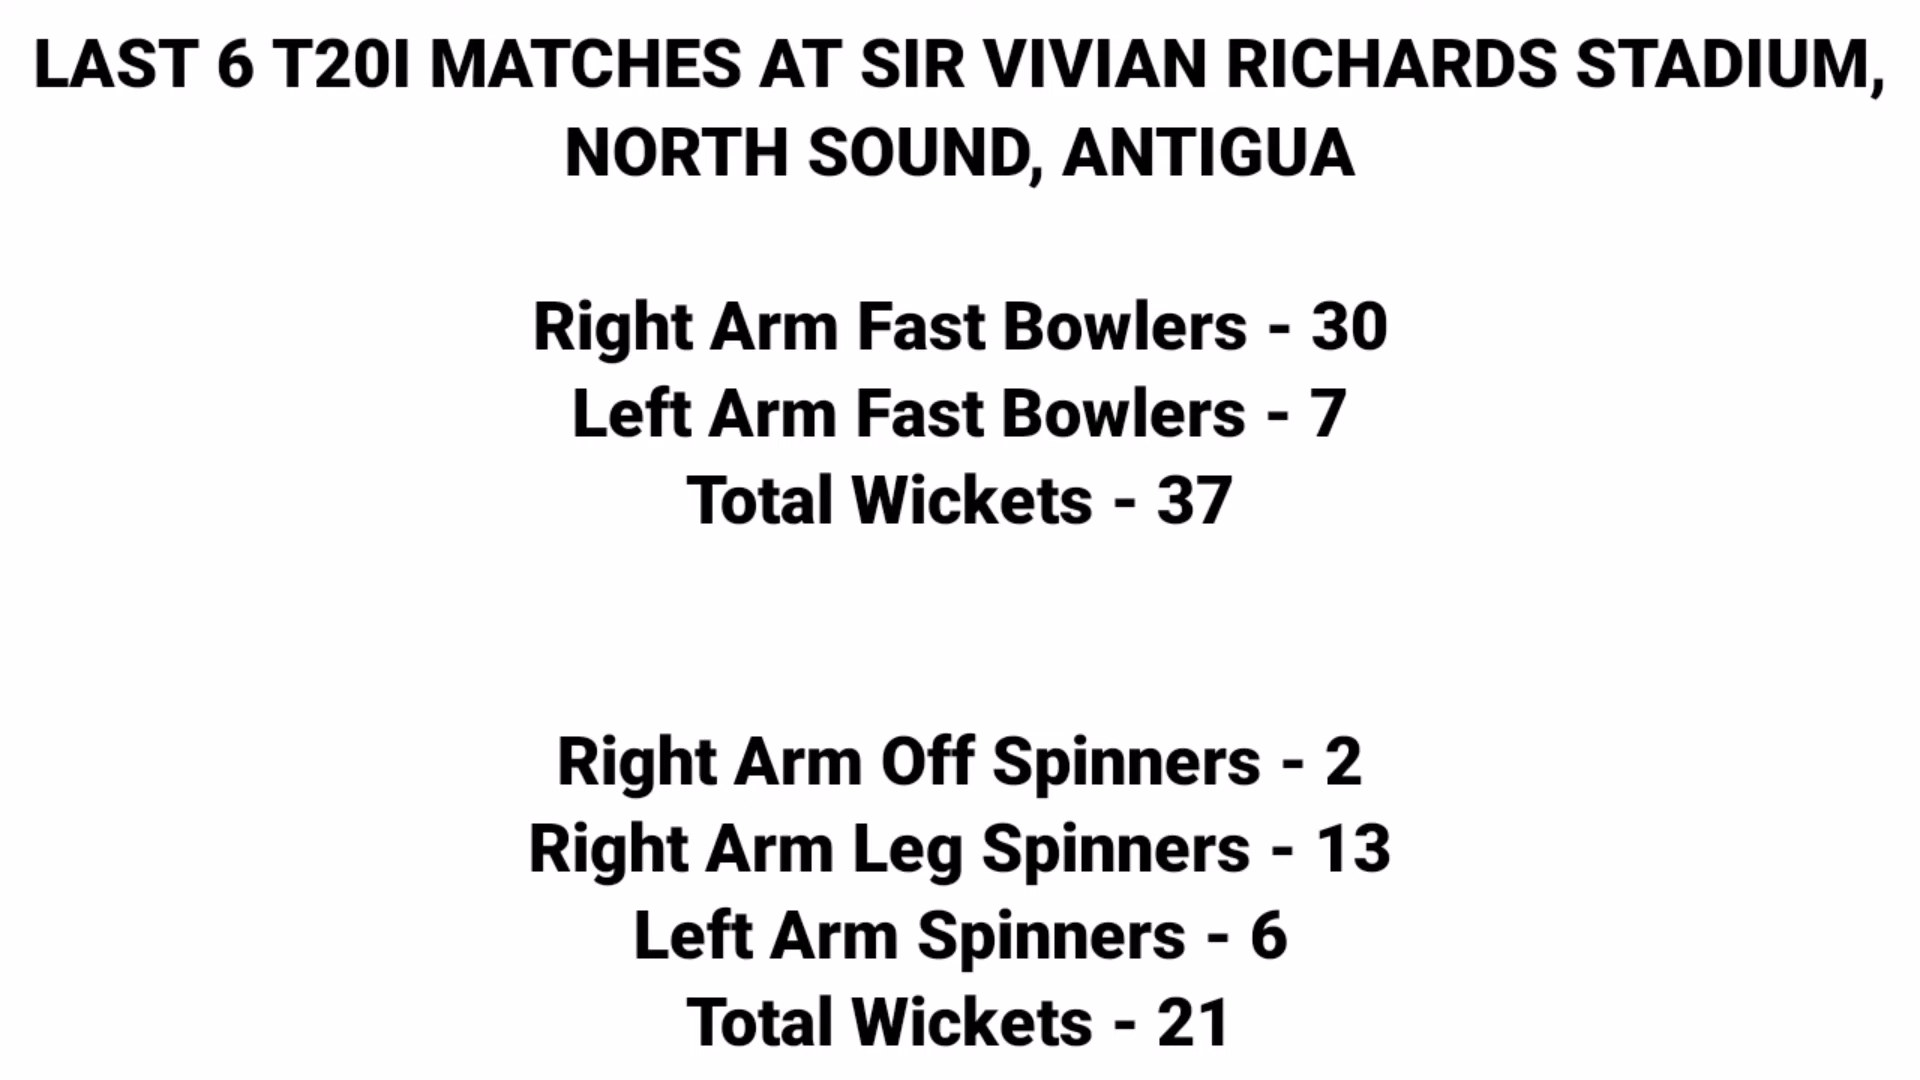 LAST 6 T20I MATCHES AT SIR VIVIAN RICHARDS STADIUM,
NORTH SOUND, ANTIGUA
Right Arm Fast Bowlers - 30
Left Arm Fast Bowlers - 7
Total Wickets - 37
Right Arm Off Spinners - 2
Right Arm Leg Spinners - 13
Left Arm Spinners - 6
Total Wickets - 21